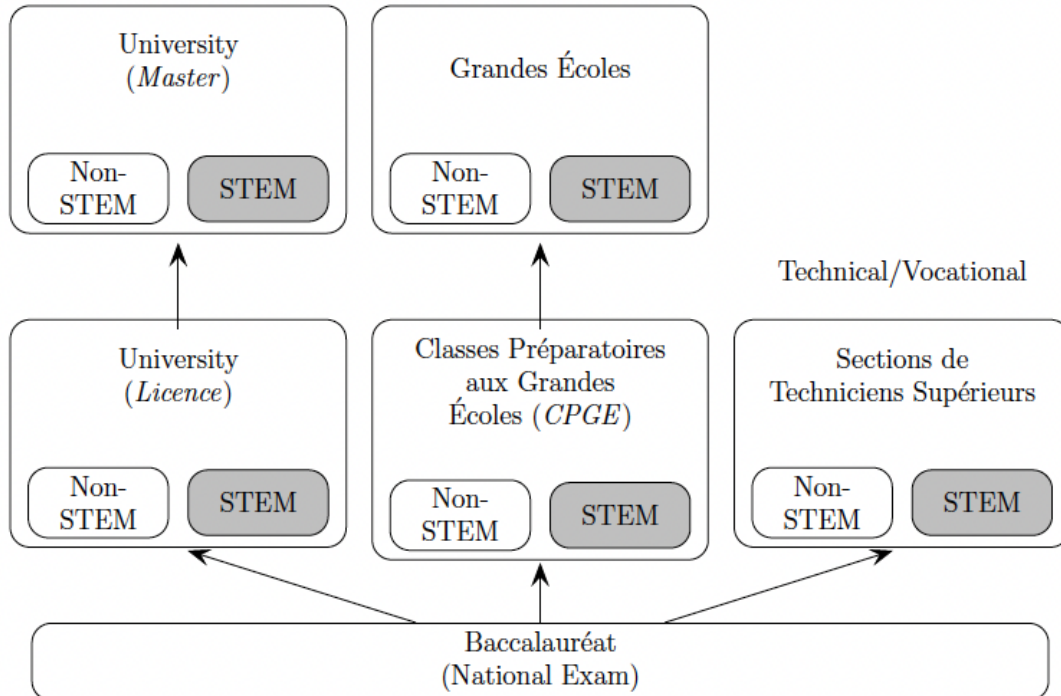 University
(Master)
Non-
STEM
STEM
Grandes Écoles
Non-
STEM
STEM
Technical/Vocational
University
(Licence)
Non-
STEM
STEM
Classes Préparatoires
aux Grandes
Écoles (CPGE)
Non-
STEM
STEM
Sections de
Techniciens Supérieurs
Non-
STEM
STEM
Baccalauréat
(National Exam)